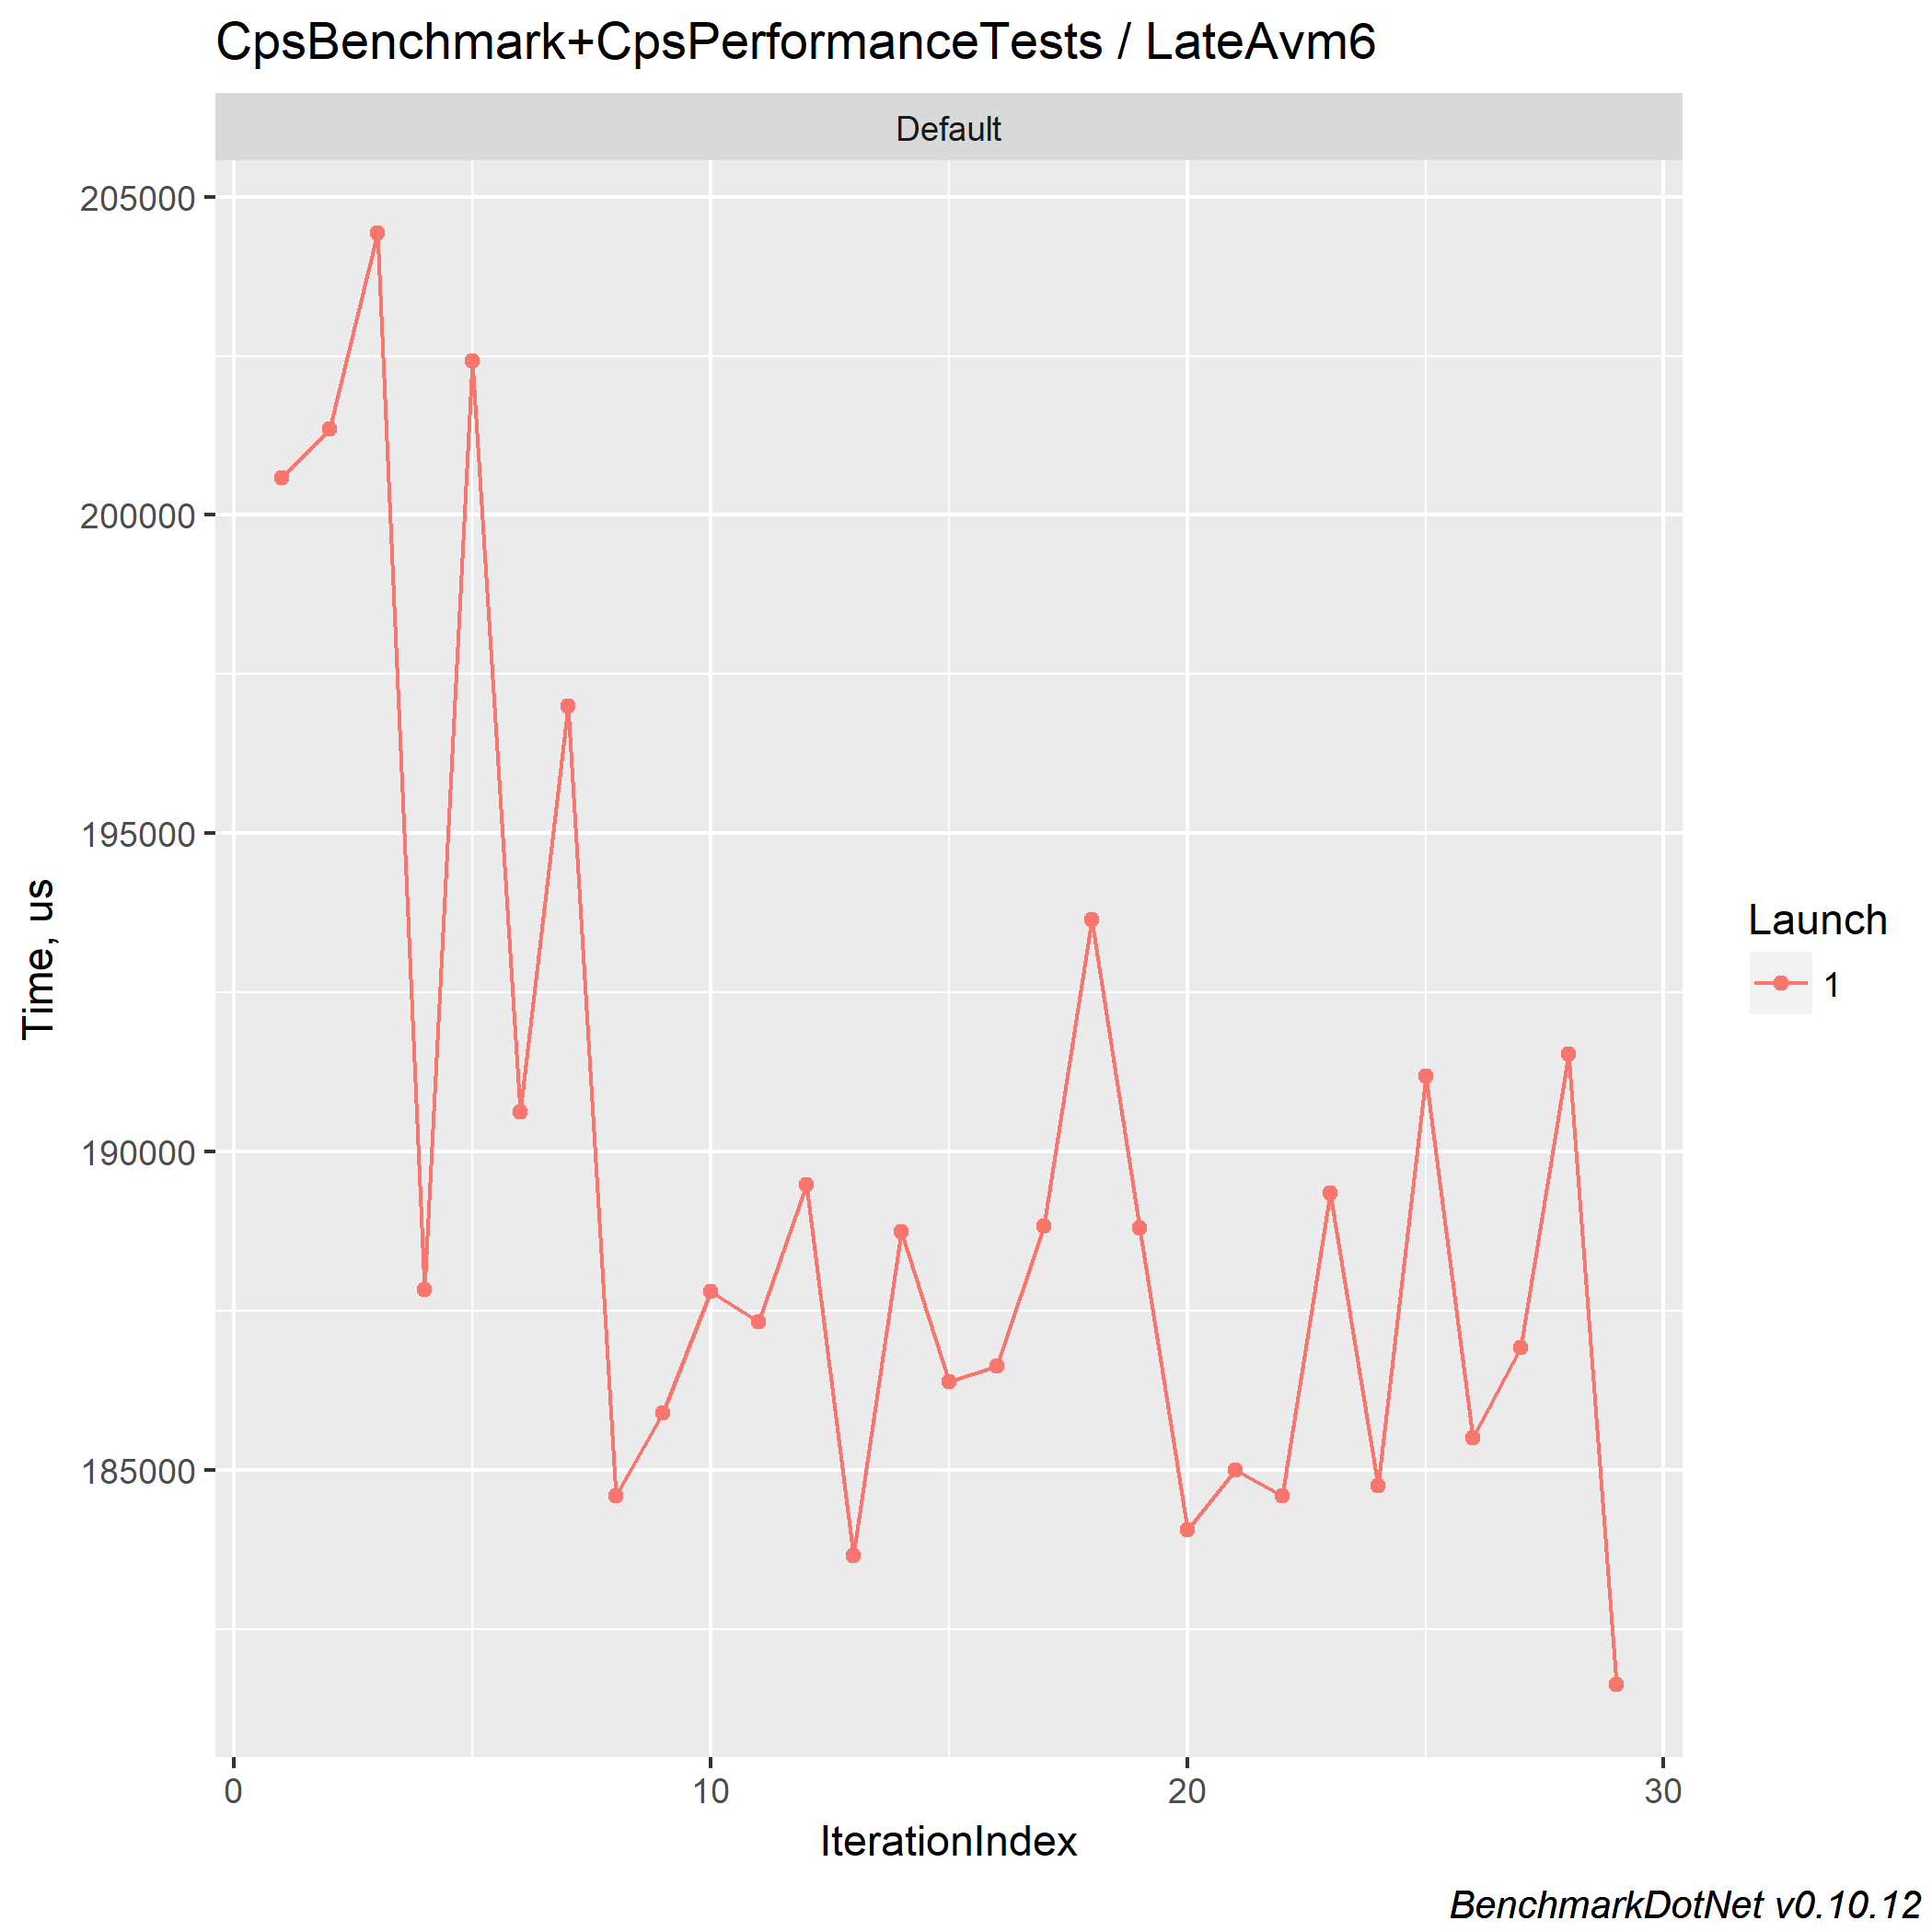 CpsBenchmark+CpsPerformanceTests / LateAvm6
Default
205000
200000
195000
190000
185000
Time, us
0 10 20 30
IterationIndex
Launch
1
BenchmarkDotNet v0.10.12